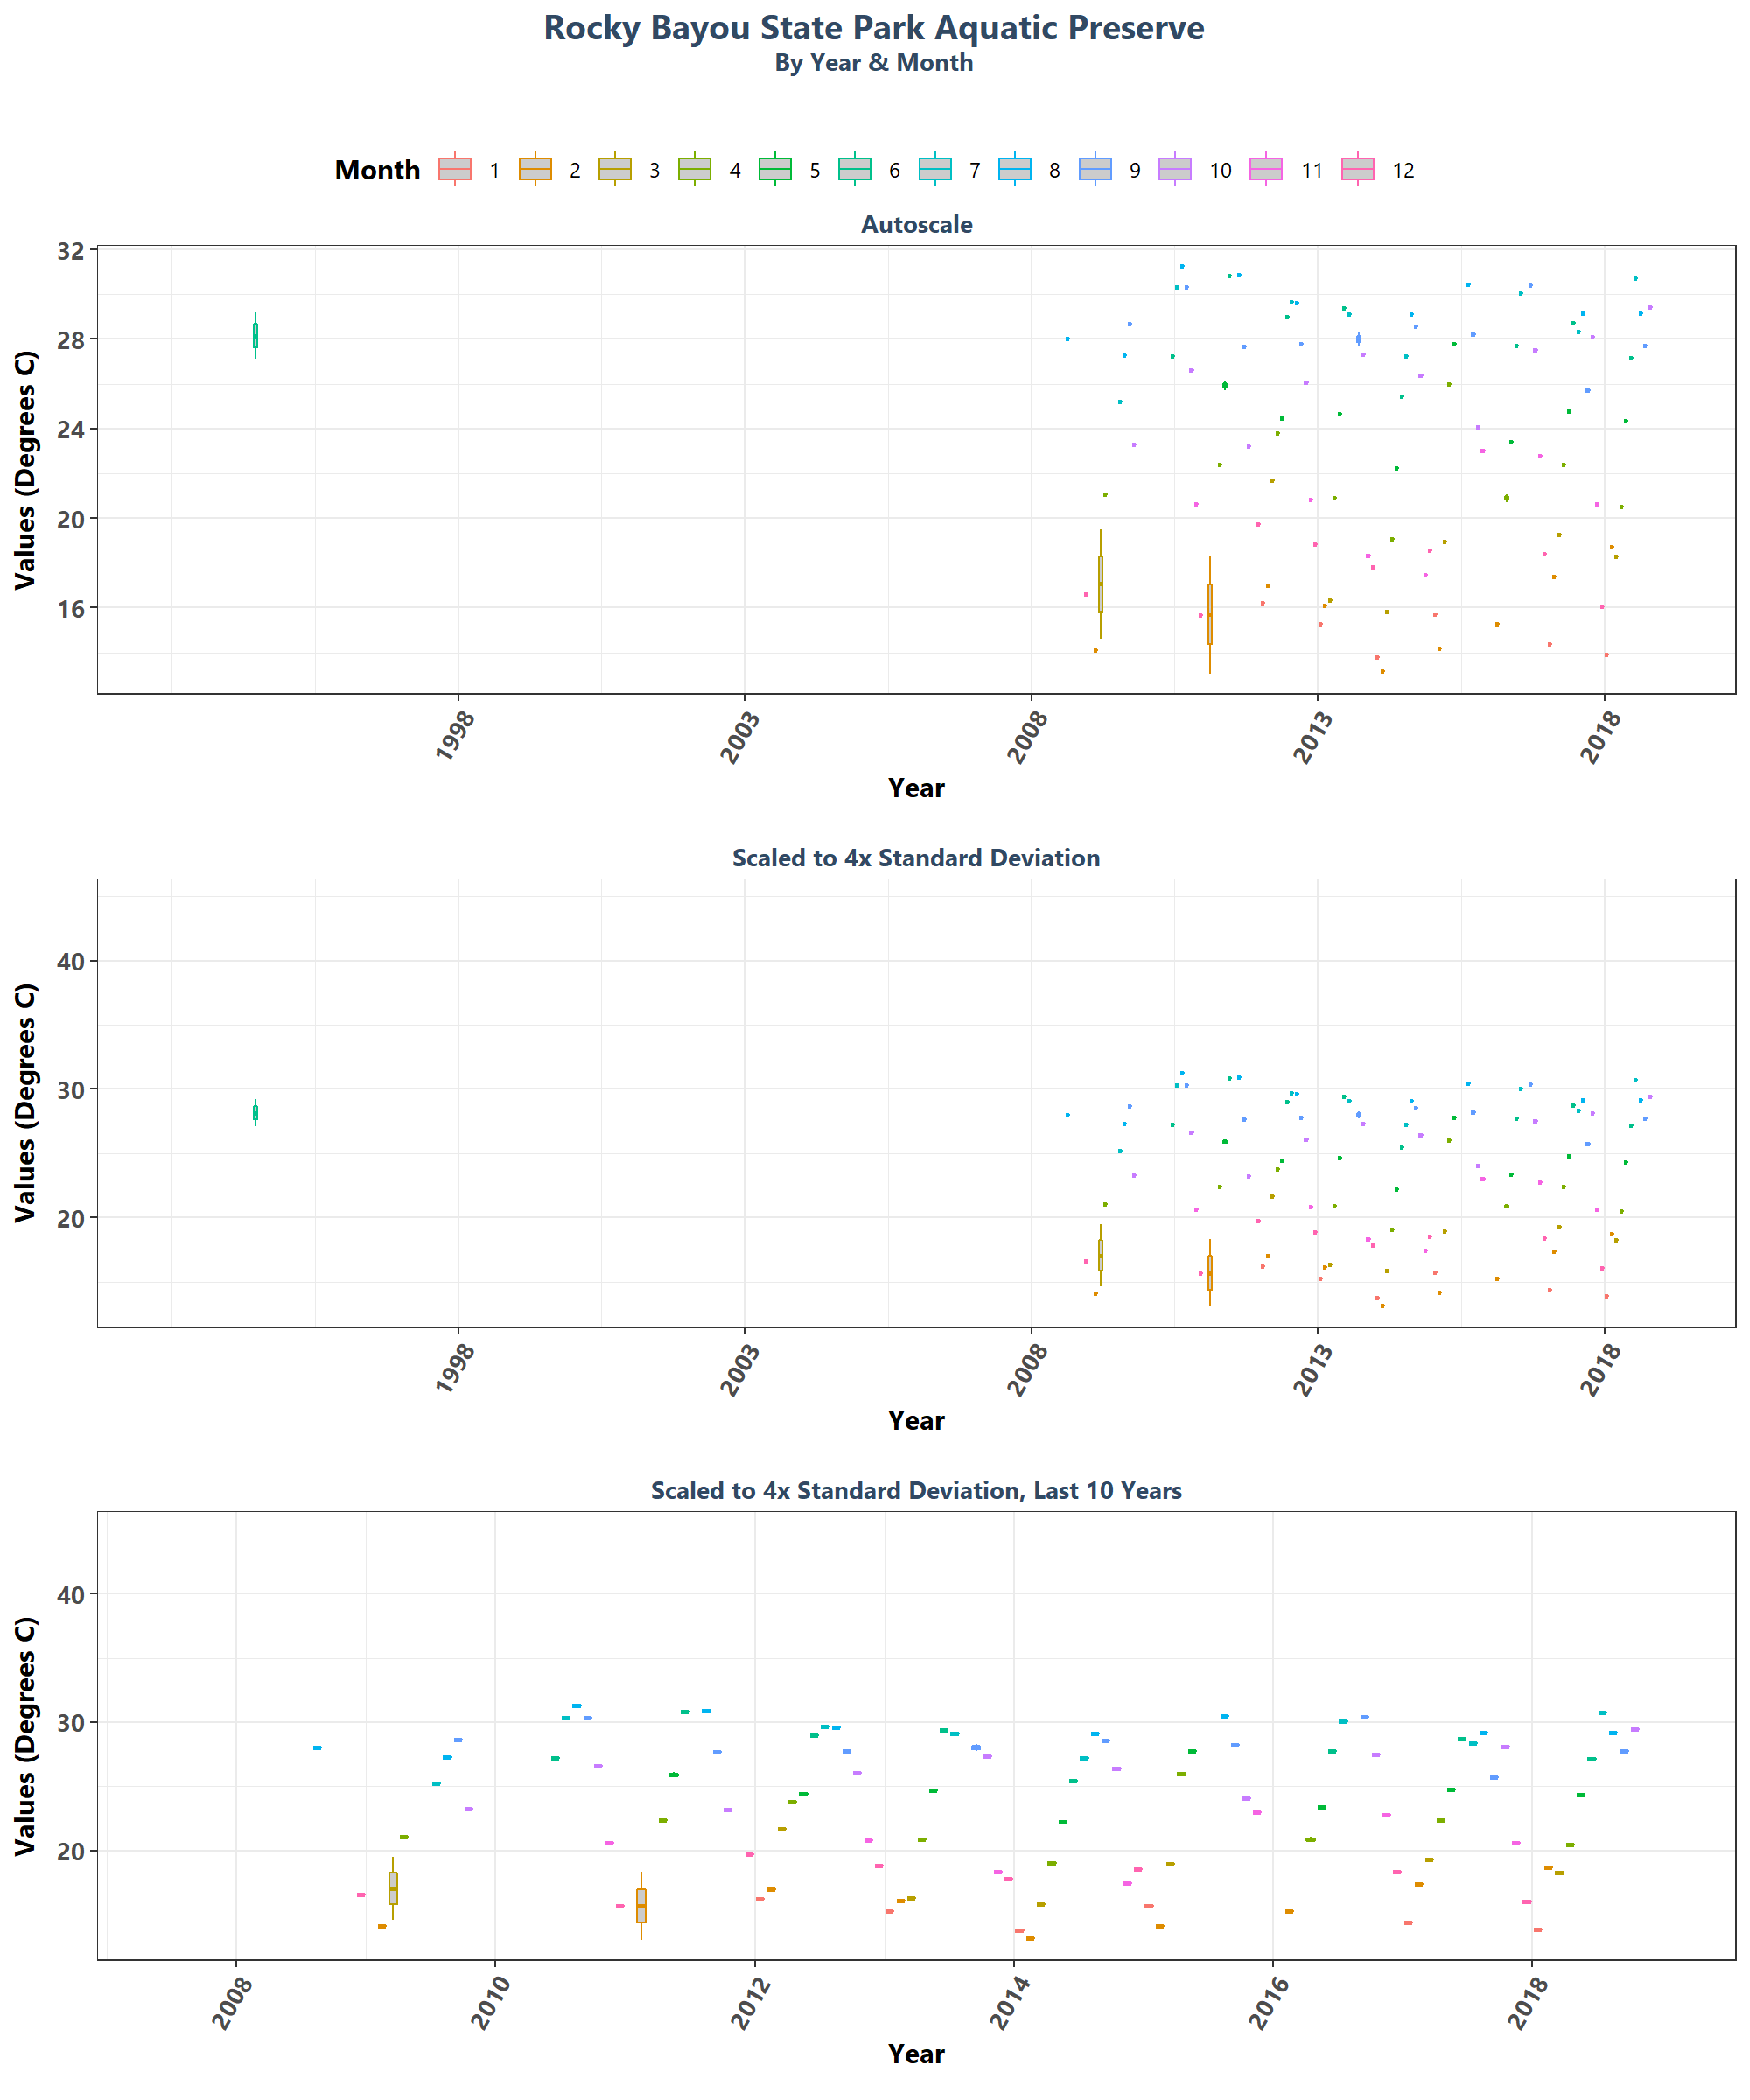 Rocky Bayou State Park Aquatic Preserve
By Year & Month
Month 1 2 3 4 5 6 7 8 9 10 11 12
Autoscale
Values (Degrees C)
32
28
24
20
16
1998 2003 2008 2013 2018
Year
Scaled to 4x Standard Deviation
Values (Degrees C)
40
30
20
1998 2003 2008 2013 2018
Year
Scaled to 4x Standard Deviation, Last 10 Years
Values (Degrees C)
40
30
20
2008 2010 2012 2014 2016 2018
Year